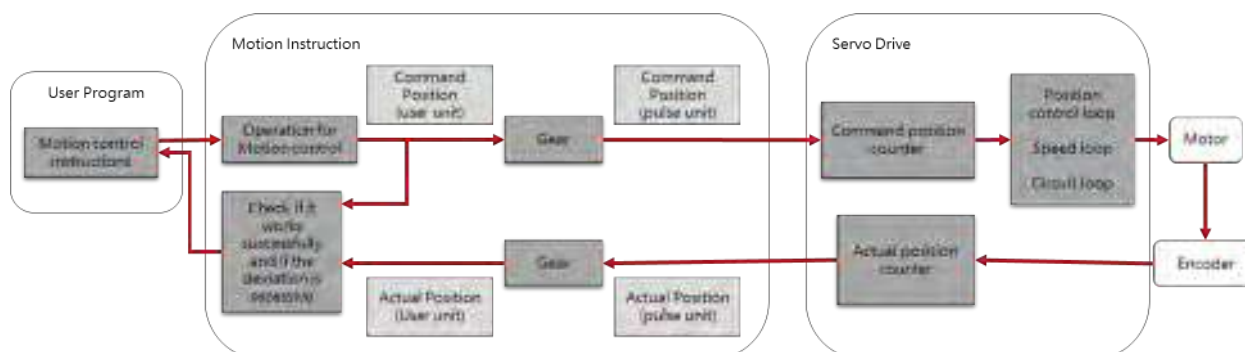 Motion Instruction
Servo Drive
User Program
Command
Position
(user unit)
Command
Position
(pulse unit)
Motion control
instructions
Operation for
Motion control
Gear
Command position
counter
Position
control loop
Speed loop
Circuit loop
Motor
Check if it
works
successfully
and if the
deviation is
excessive
Gear
Actual position
counter
Encoder
Actual Position
(User unit)
Actual Position
(pulse unit)